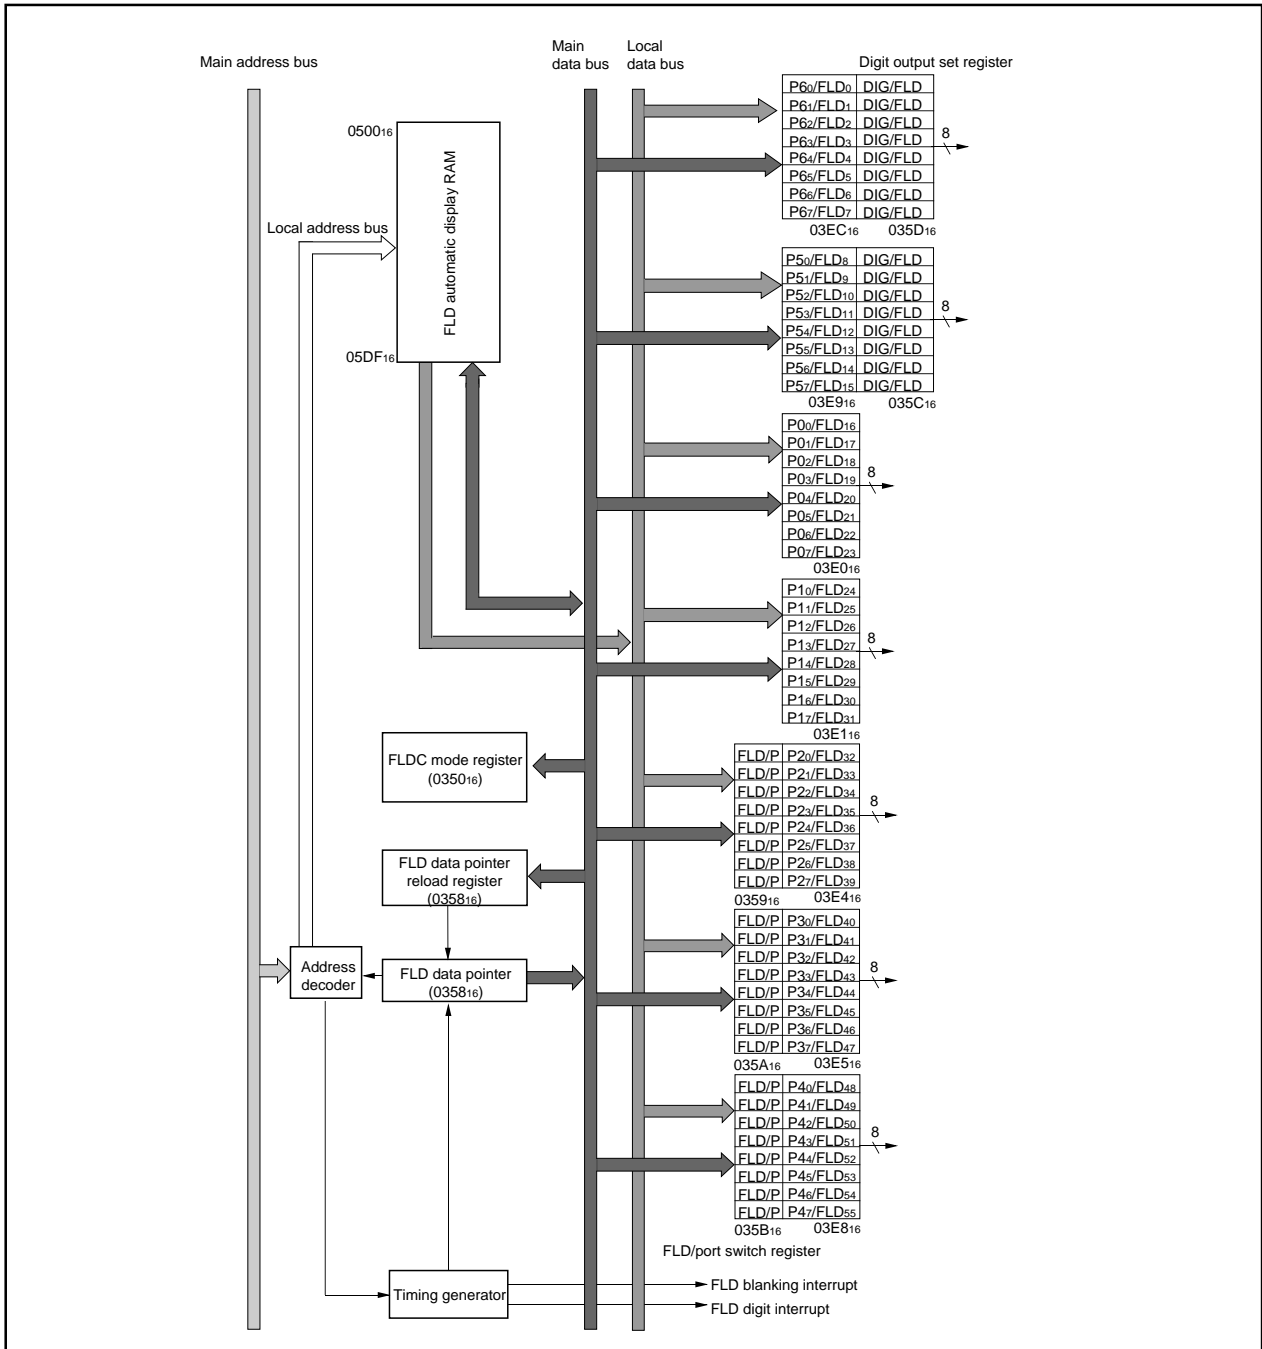 Main address bus
Main
data bus
Local
data bus
Digit output set register
0500₁₆
FLD automatic display RAM
05DF₁₆
Local address bus
P6₀/FLD₀ DIG/FLD
P6₁/FLD₁ DIG/FLD
P6₂/FLD₂ DIG/FLD
P6₃/FLD₃ DIG/FLD
P6₄/FLD₄ DIG/FLD
P6₅/FLD₅ DIG/FLD
P6₆/FLD₆ DIG/FLD
P6₇/FLD₇ DIG/FLD
8
03EC₁₆ 035D₁₆
P5₀/FLD₈ DIG/FLD
P5₁/FLD₉ DIG/FLD
P5₂/FLD₁₀ DIG/FLD
P5₃/FLD₁₁ DIG/FLD
P5₄/FLD₁₂ DIG/FLD
P5₅/FLD₁₃ DIG/FLD
P5₆/FLD₁₄ DIG/FLD
P5₇/FLD₁₅ DIG/FLD
8
03E9₁₆ 035C₁₆
P0₀/FLD₁₆
P0₁/FLD₁₇
P0₂/FLD₁₈
P0₃/FLD₁₉
P0₄/FLD₂₀
P0₅/FLD₂₁
P0₆/FLD₂₂
P0₇/FLD₂₃
8
03E0₁₆
P1₀/FLD₂₄
P1₁/FLD₂₅
P1₂/FLD₂₆
P1₃/FLD₂₇
P1₄/FLD₂₈
P1₅/FLD₂₉
P1₆/FLD₃₀
P1₇/FLD₃₁
8
03E1₁₆
FLDC mode register
(0350₁₆)
FLD/P P2₀/FLD₃₂
FLD/P P2₁/FLD₃₃
FLD/P P2₂/FLD₃₄
FLD/P P2₃/FLD₃₅
FLD/P P2₄/FLD₃₆
FLD/P P2₅/FLD₃₇
FLD/P P2₆/FLD₃₈
FLD/P P2₇/FLD₃₉
8
0359₁₆ 03E4₁₆
FLD data pointer
reload register
(0358₁₆)
Address
decoder
FLD data pointer
(0358₁₆)
FLD/P P3₀/FLD₄₀
FLD/P P3₁/FLD₄₁
FLD/P P3₂/FLD₄₂
FLD/P P3₃/FLD₄₃
FLD/P P3₄/FLD₄₄
FLD/P P3₅/FLD₄₅
FLD/P P3₆/FLD₄₆
FLD/P P3₇/FLD₄₇
8
035A₁₆ 03E5₁₆
FLD/P P4₀/FLD₄₈
FLD/P P4₁/FLD₄₉
FLD/P P4₂/FLD₅₀
FLD/P P4₃/FLD₅₁
FLD/P P4₄/FLD₅₂
FLD/P P4₅/FLD₅₃
FLD/P P4₆/FLD₅₄
FLD/P P4₇/FLD₅₅
8
035B₁₆ 03E8₁₆
FLD/port switch register
Timing generator
FLD blanking interrupt
FLD digit interrupt